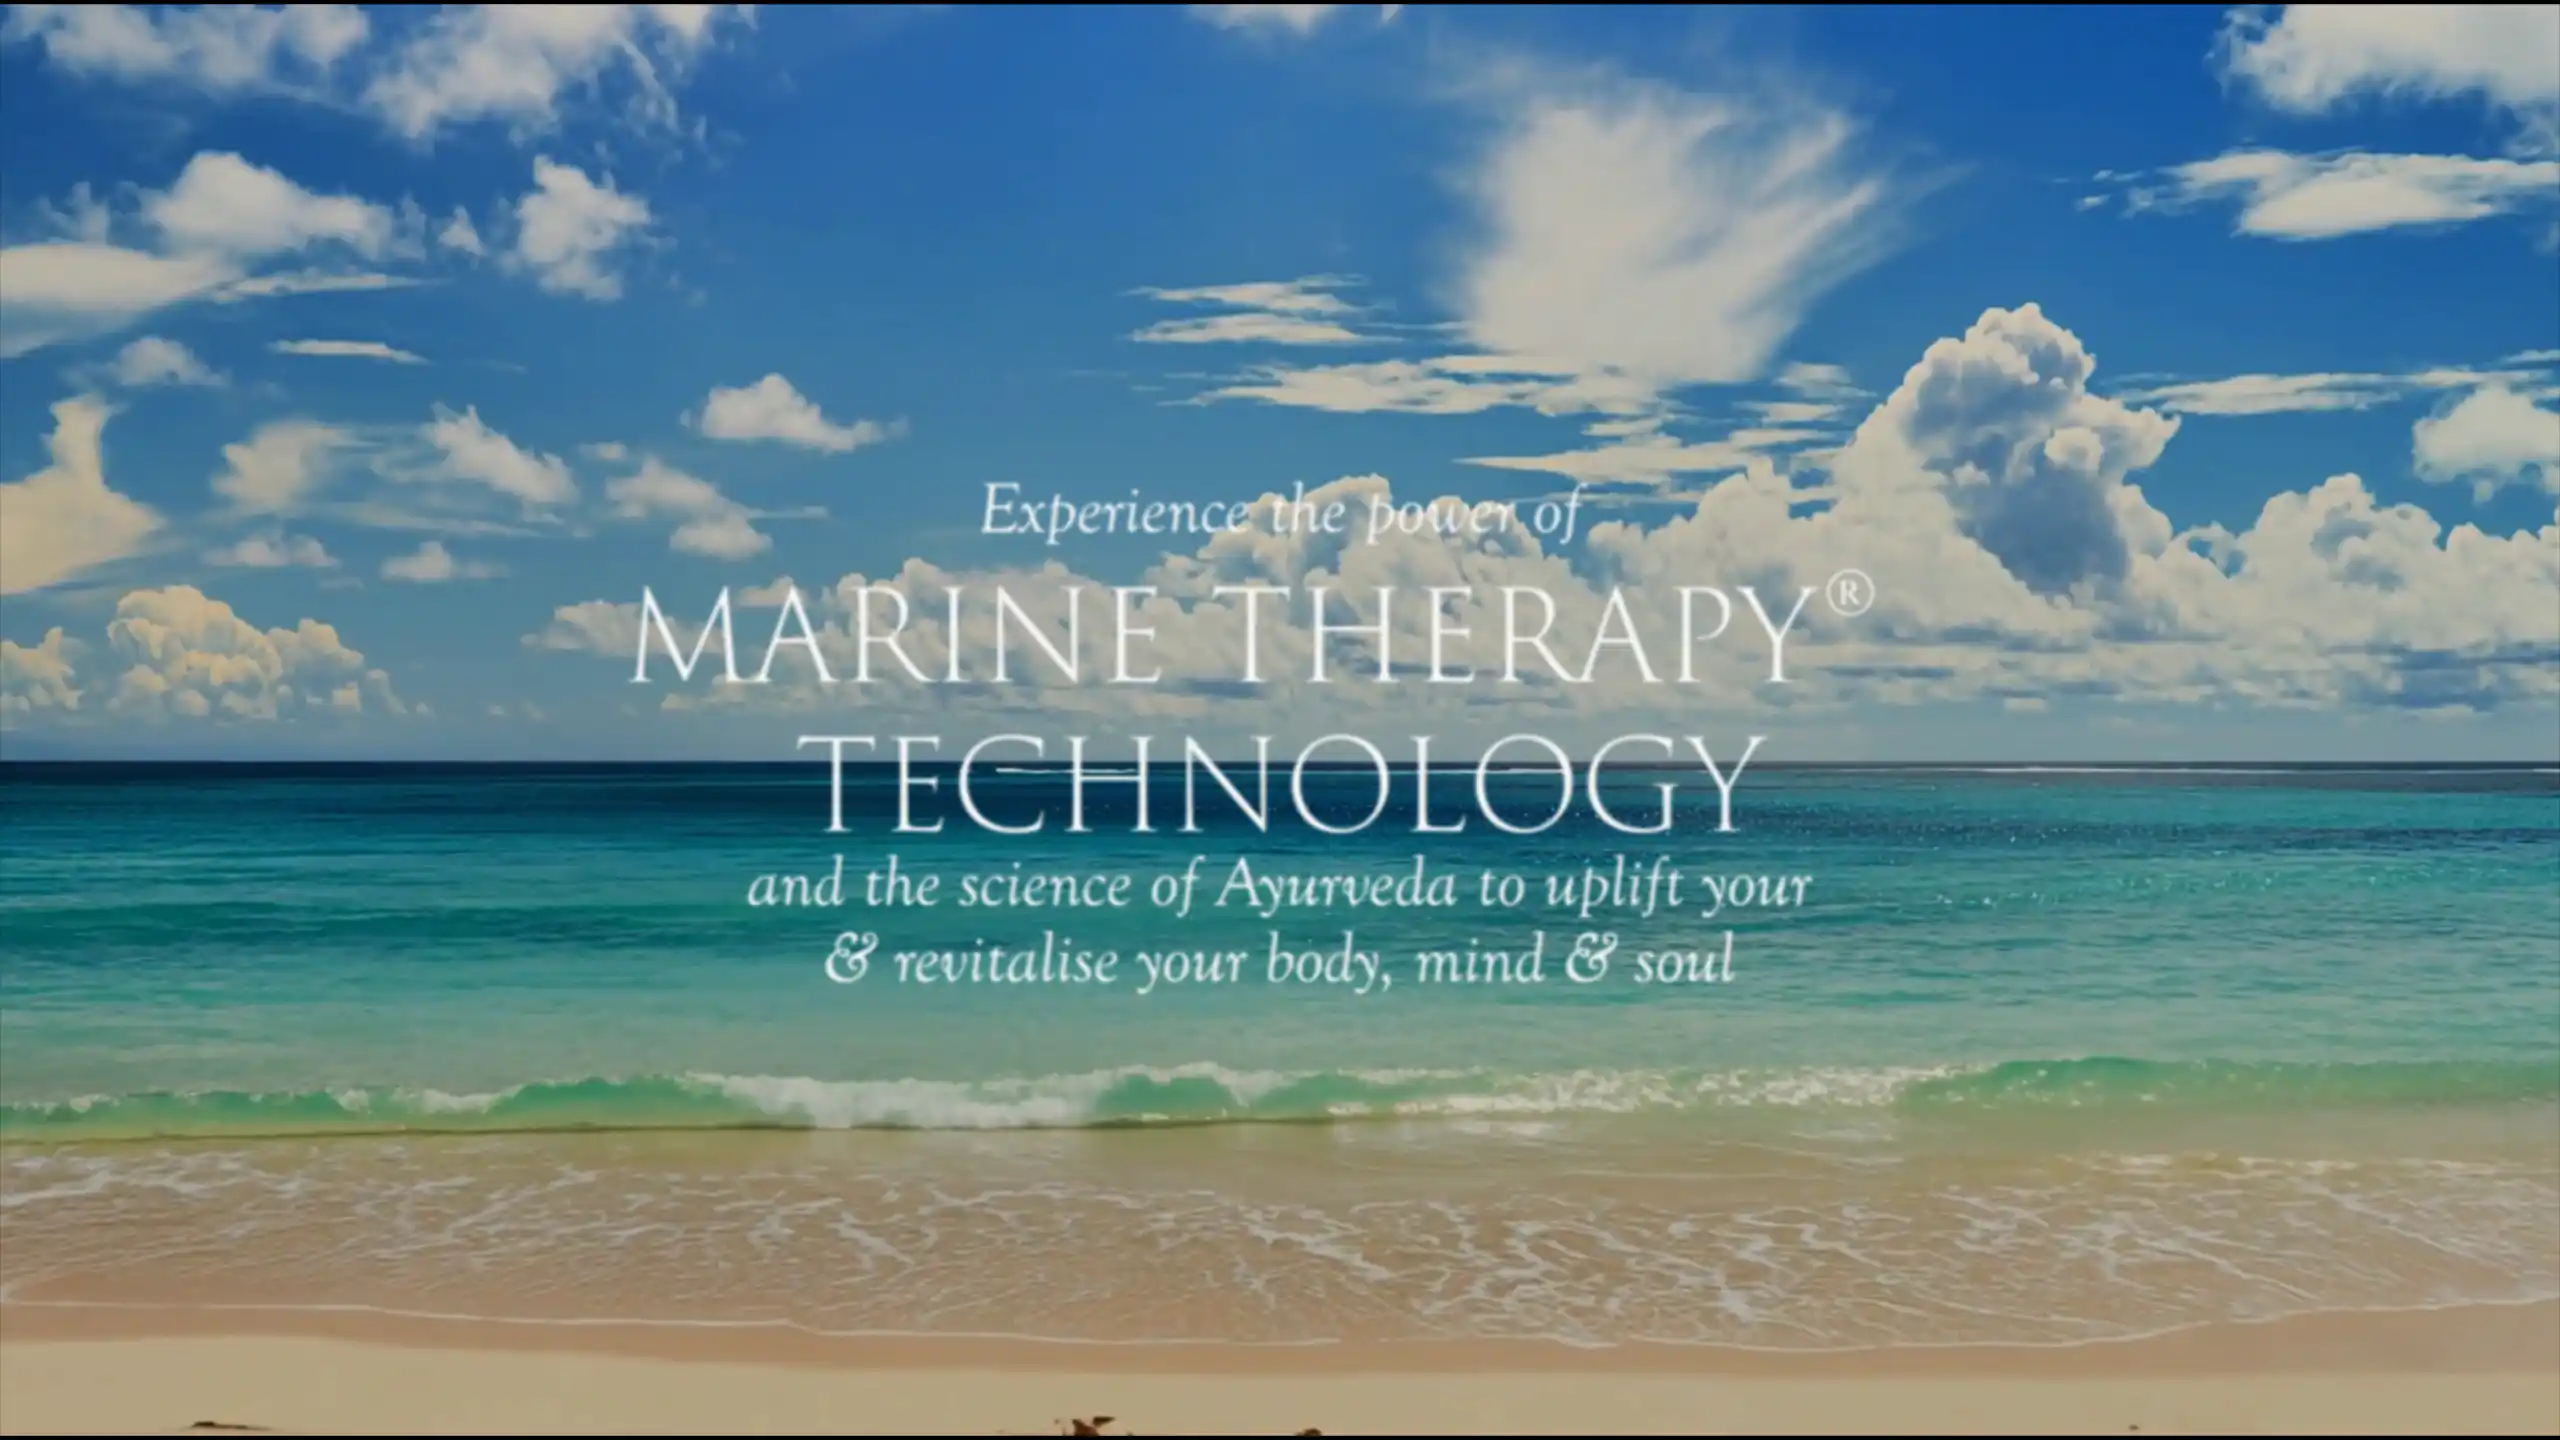 Experience the power of
MARINE THERAPY®
TECHNOLOGY
and the science of Ayurveda to uplift your
& revitalise your body, mind & soul